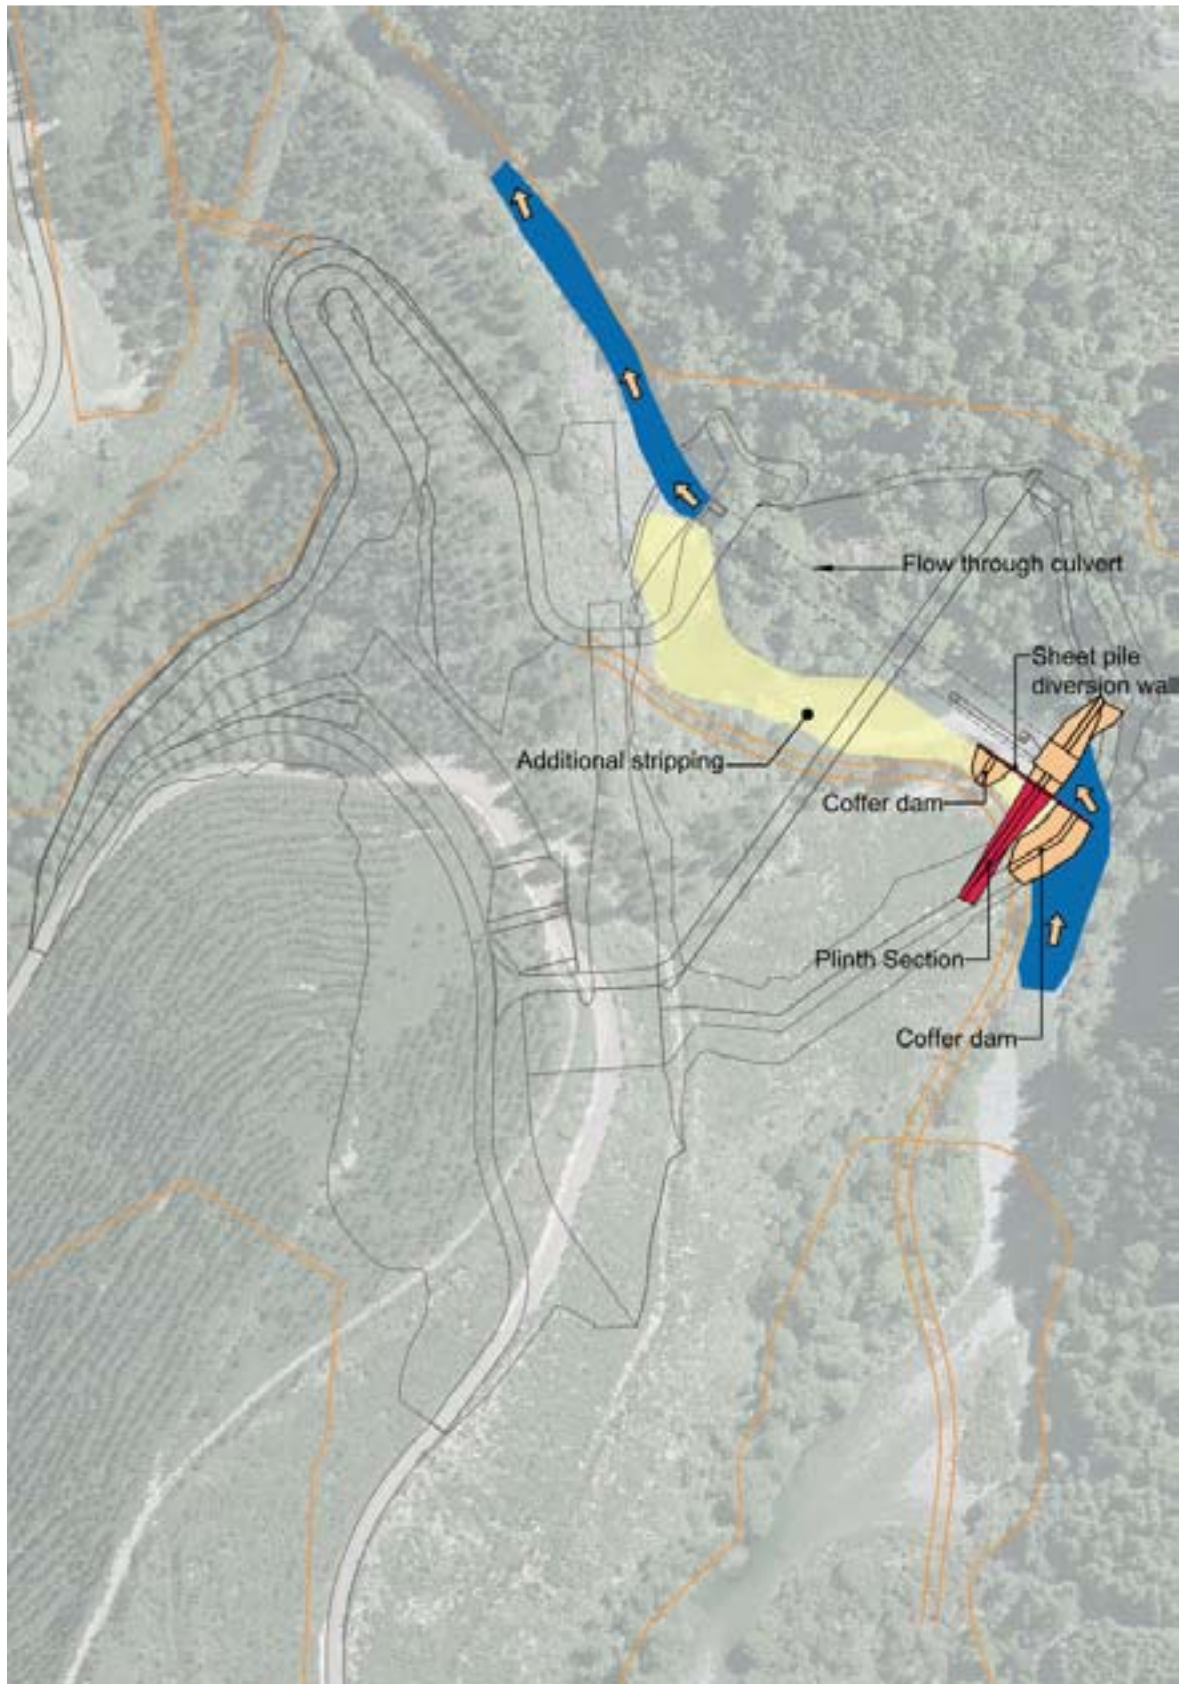 Flow through culvert
Sheet pile
diversion wall
Additional stripping
Coffer dam
Plinth Section
Coffer dam